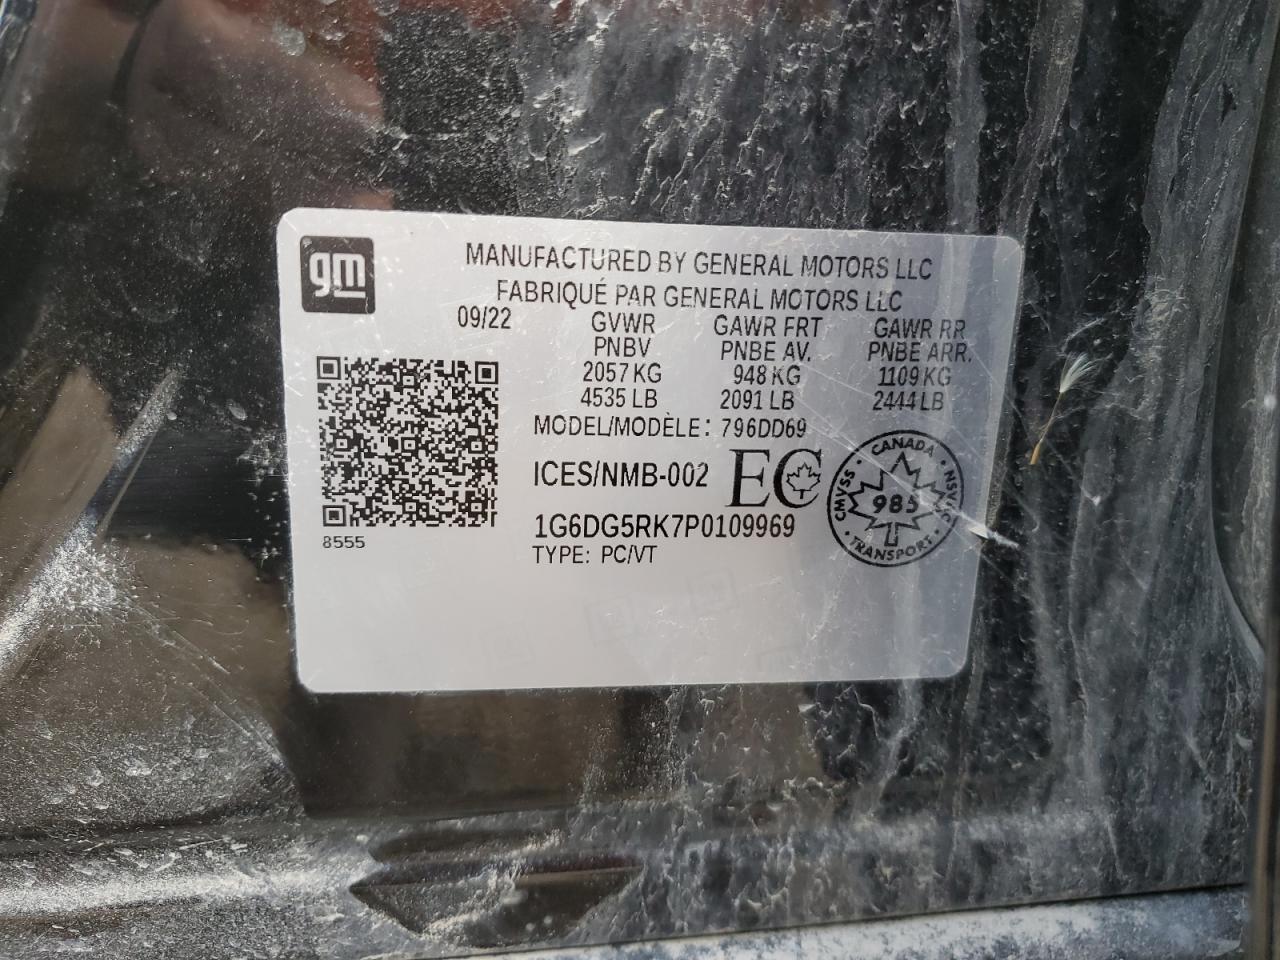 gm
MANUFACTURED BY GENERAL MOTORS LLC
FABRIQUÉ PAR GENERAL MOTORS LLC
09/22 GVWR GAWR FRT GAWR RR
PNBV PNBE AV. PNBE ARR.
2057 KG 948 KG 1109 KG
4535 LB 2091 LB 2444 LB
MODEL/MODÈLE: 796DD69
ICES/NMB-002 EC
1G6DG5RK7P0109969
TYPE: PC/VT
8555
CANADA
CMVSS • NSVAC
985
TRANSPORT